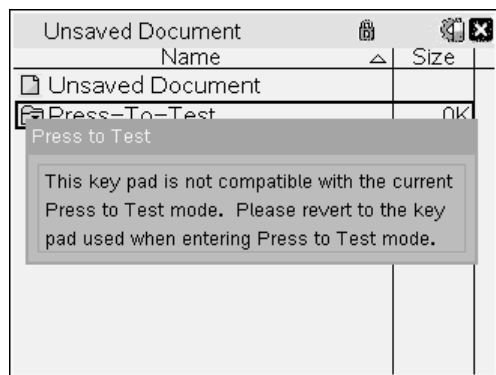 Unsaved Document
Name Size
Unsaved Document
Press-To-Test 0K
Press to Test
This key pad is not compatible with the current
Press to Test mode. Please revert to the key
pad used when entering Press to Test mode.